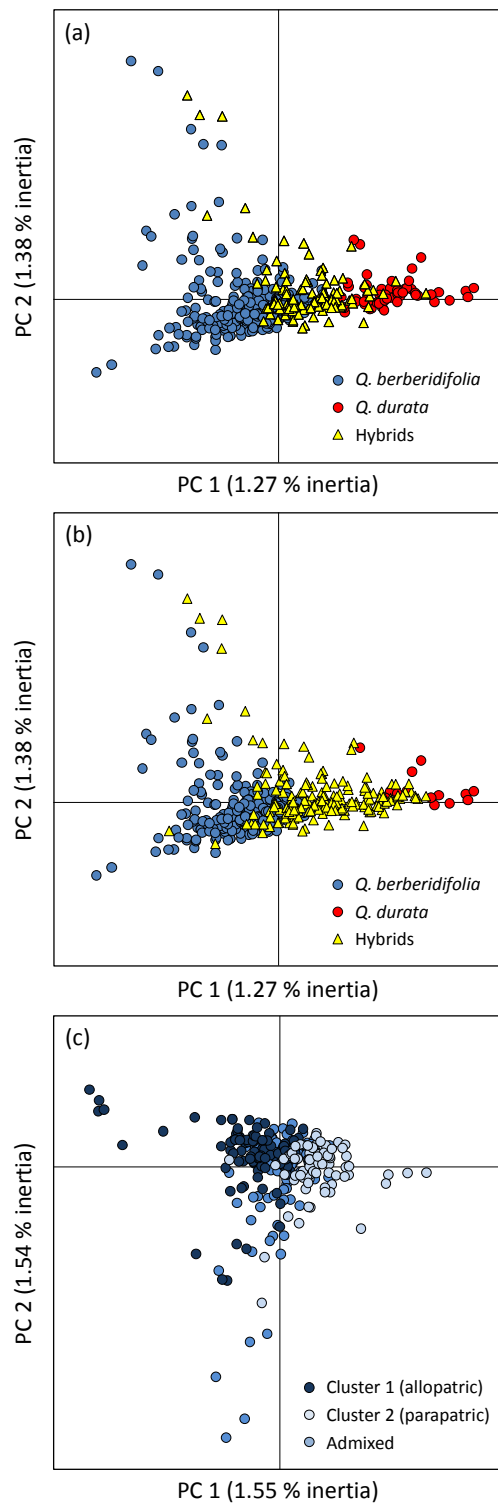 (a)
PC 2 (1.38 % inertia)
Q. berberidifolia
Q. durata
Hybrids
PC 1 (1.27 % inertia)
(b)
PC 2 (1.38 % inertia)
Q. berberidifolia
Q. durata
Hybrids
PC 1 (1.27 % inertia)
(c)
PC 2 (1.54 % inertia)
Cluster 1 (allopatric)
Cluster 2 (parapatric)
Admixed
PC 1 (1.55 % inertia)